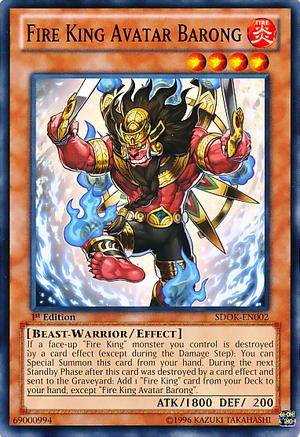 FIRE KING AVATAR BARONG
FIRE
炎
1st Edition
SDOK-EN002
[BEAST-WARRIOR/EFFECT]
If a face-up "Fire King" monster you control is destroyed
by a card effect (except during the Damage Step): You can
Special Summon this card from your hand. During the next
Standby Phase after this card was destroyed by a card effect and
sent to the Graveyard: Add 1 "Fire King" card from your Deck to
your hand, except "Fire King Avatar Barong".
ATK/1800 DEF/ 200
69000994
©1996 KAZUKI TAKAHASHI